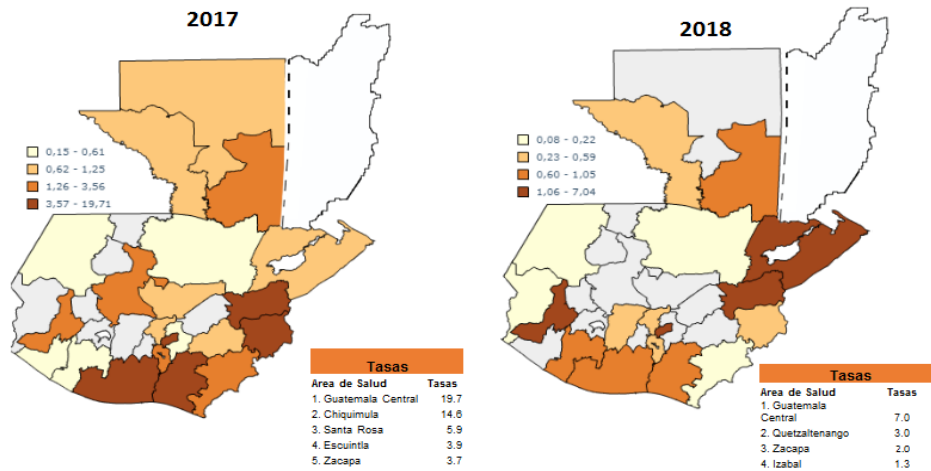 2017
0,15 - 0,61
0,62 - 1,25
1,26 - 3,56
3,57 - 19,71
Tasas
Area de Salud Tasas
1. Guatemala Central 19.7
2. Chiquimula 14.6
3. Santa Rosa 5.9
4. Escuintla 3.9
5. Zacapa 3.7
2018
0,08 - 0,22
0,23 - 0,59
0,60 - 1,05
1,06 - 7,04
Tasas
Area de Salud Tasas
1. Guatemala
Central 7.0
2. Quetzaltenango 3.0
3. Zacapa 2.0
4. Izabal 1.3